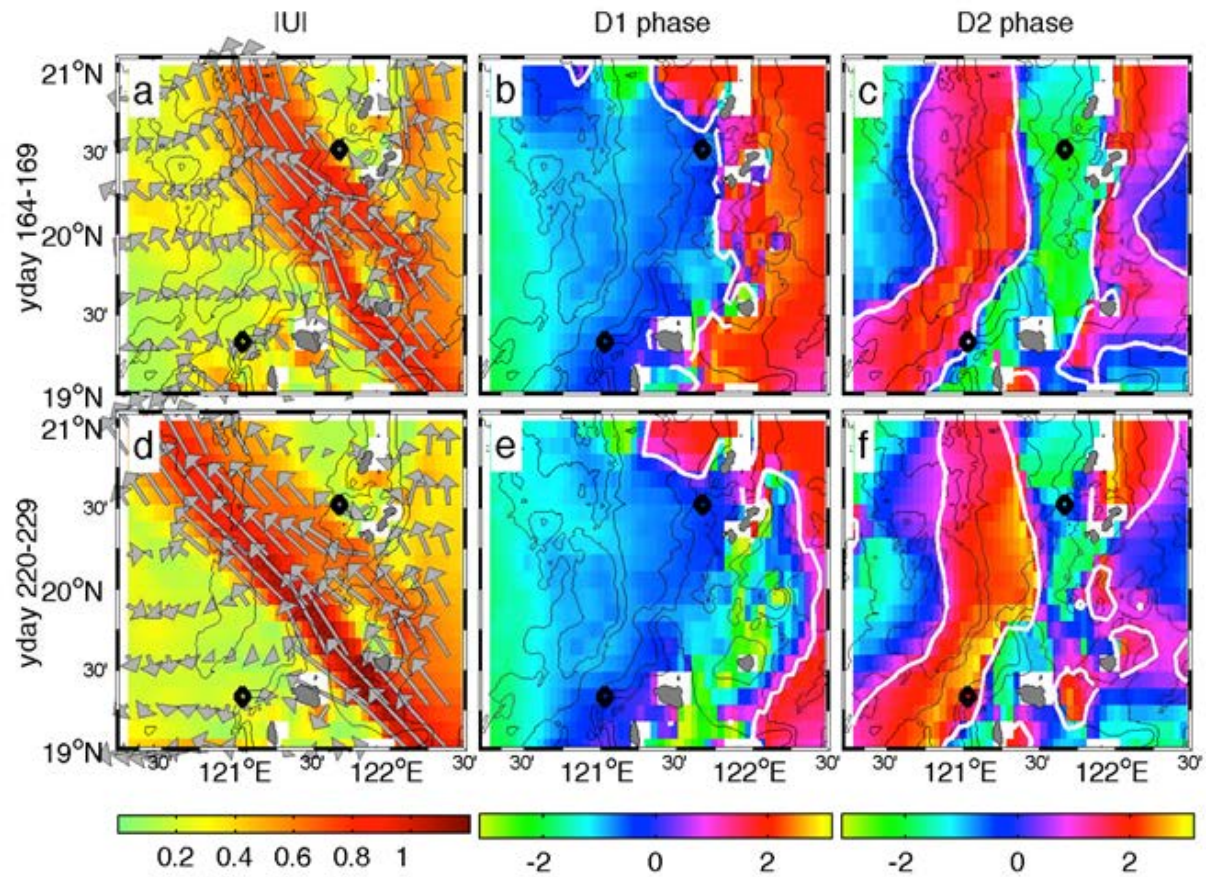 |U| D1 phase D2 phase
yday 164-169
21°N
30'
20°N
30'
19°N
a b c
yday 220-229
21°N
30'
20°N
30'
19°N
d e f
30' 121°E 30' 122°E 30' 30' 121°E 30' 122°E 30' 30' 121°E 30' 122°E 30'
0.2 0.4 0.6 0.8 1 -2 0 2 -2 0 2